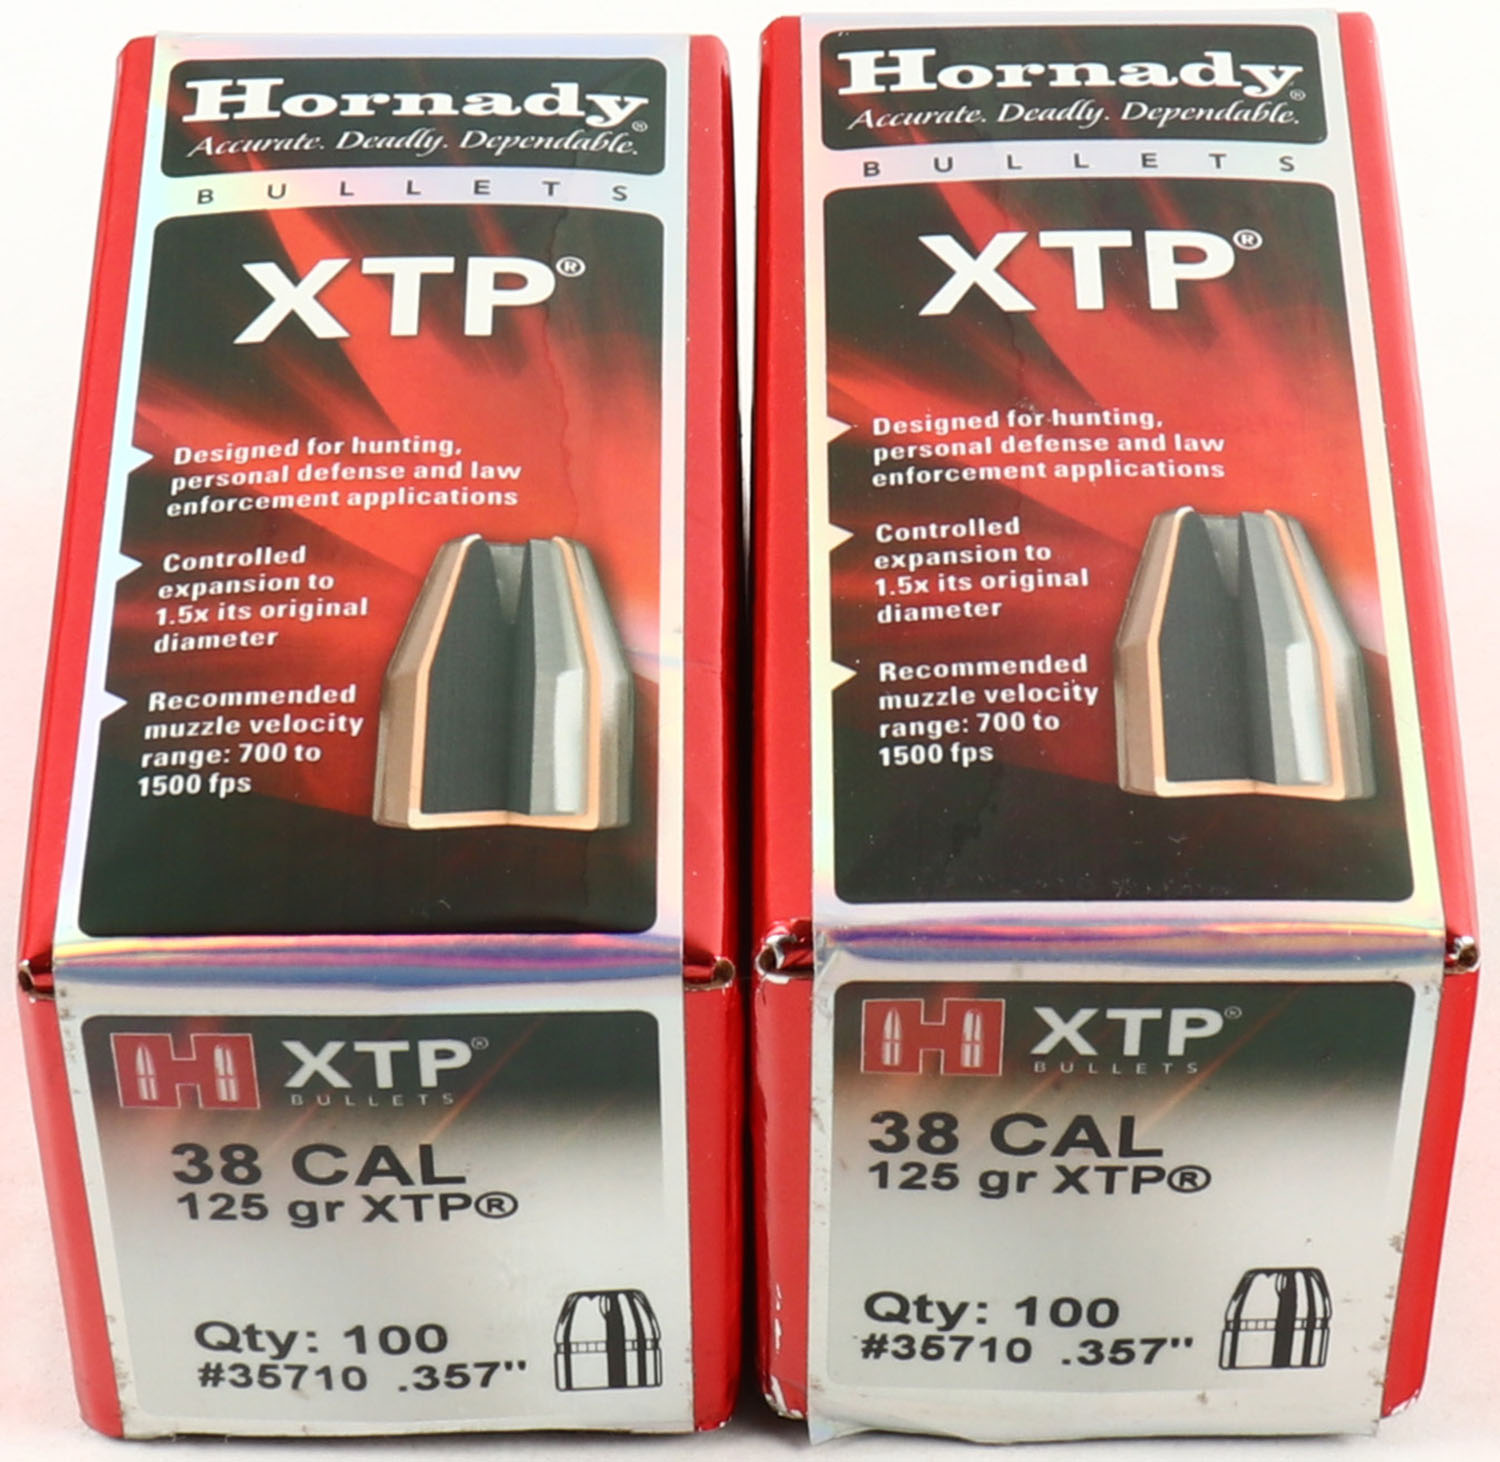 Hornady®
Accurate. Deadly. Dependable.
BULLETS
XTP®
Designed for hunting,
personal defense and law
enforcement applications
Controlled
expansion to
1.5x its original
diameter
Recommended
muzzle velocity
range: 700 to
1500 fps
H XTP®
BULLETS
38 CAL
125 gr XTP®
Qty: 100
#35710 .357"
Hornady®
Accurate. Deadly. Dependable.
BULLETS
XTP®
Designed for hunting,
personal defense and law
enforcement applications
Controlled
expansion to
1.5x its original
diameter
Recommended
muzzle velocity
range: 700 to
1500 fps
H XTP®
BULLETS
38 CAL
125 gr XTP®
Qty: 100
#35710 .357"